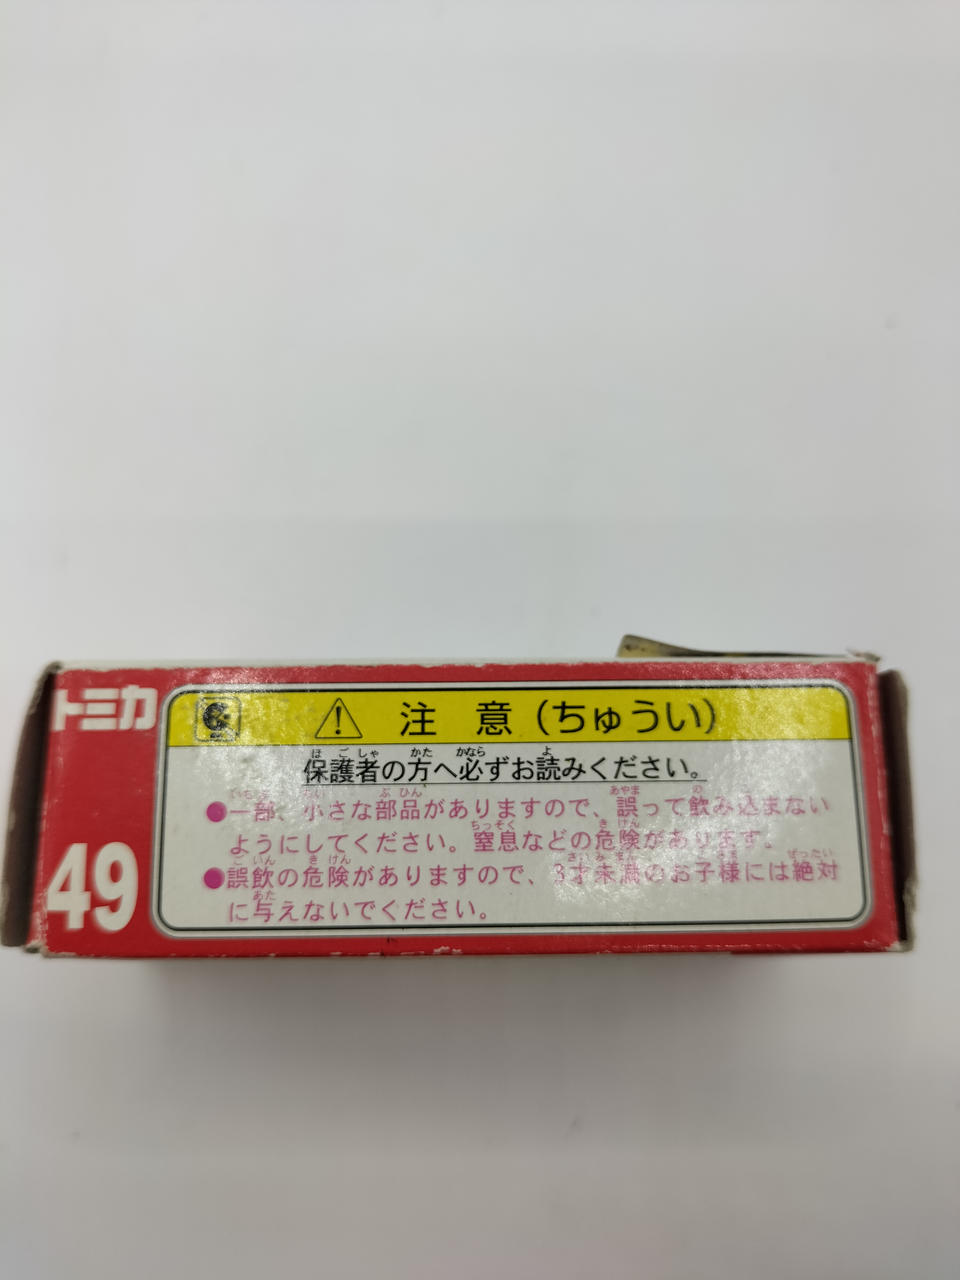 トミカ
49
注意(ちゅうい)
保護者の方へ必ずお読みください。
●一部、小さな部品がありますので、誤って飲み込まない
ようにしてください。窒息などの危険があります。
●誤飲の危険がありますので、3才未満のお子様には絶対
に与えないでください。